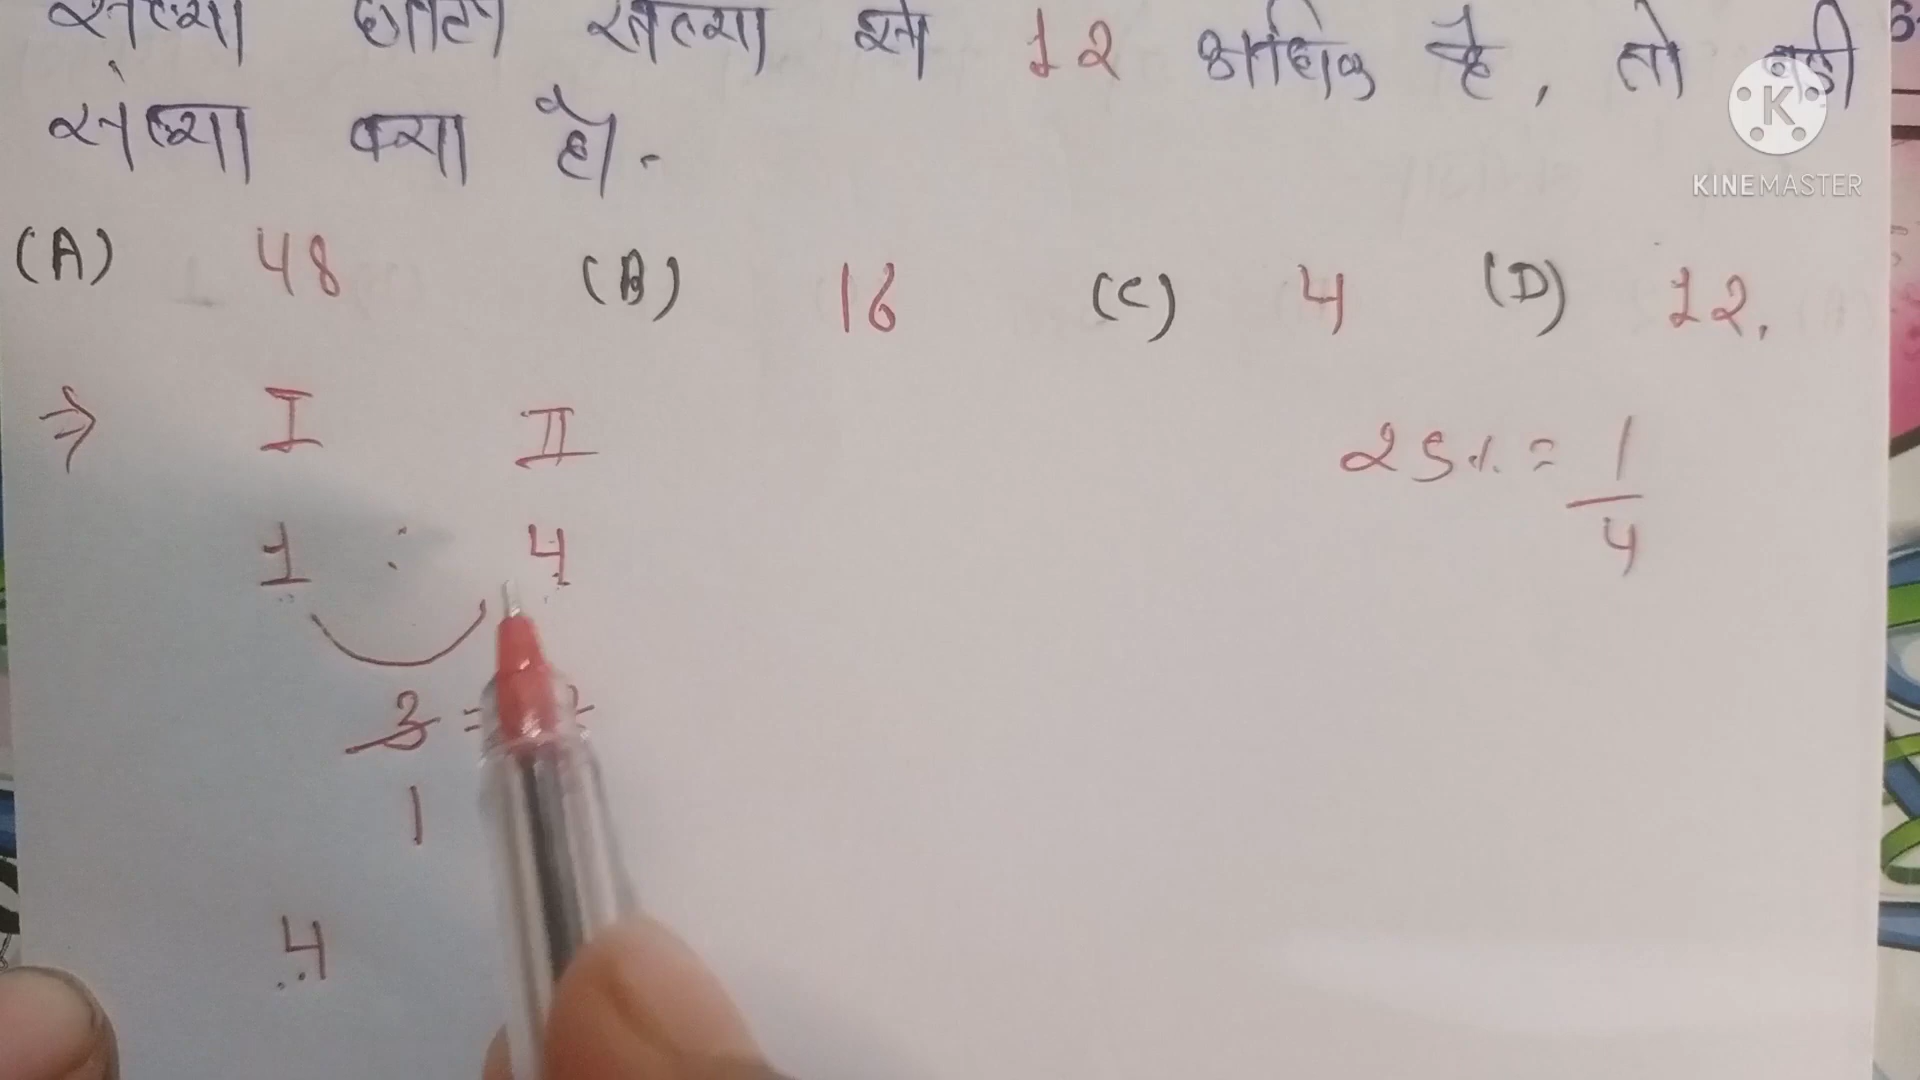 संख्या छोटी संख्या से 12 अधिक है, तो बड़ी
संख्या क्या है।-
(A) 48 (B) 16 (C) 4 (D) 12.
K
KINEMASTER
⇒ I II
25% = 1/4
1 : 4
3 =
1
4